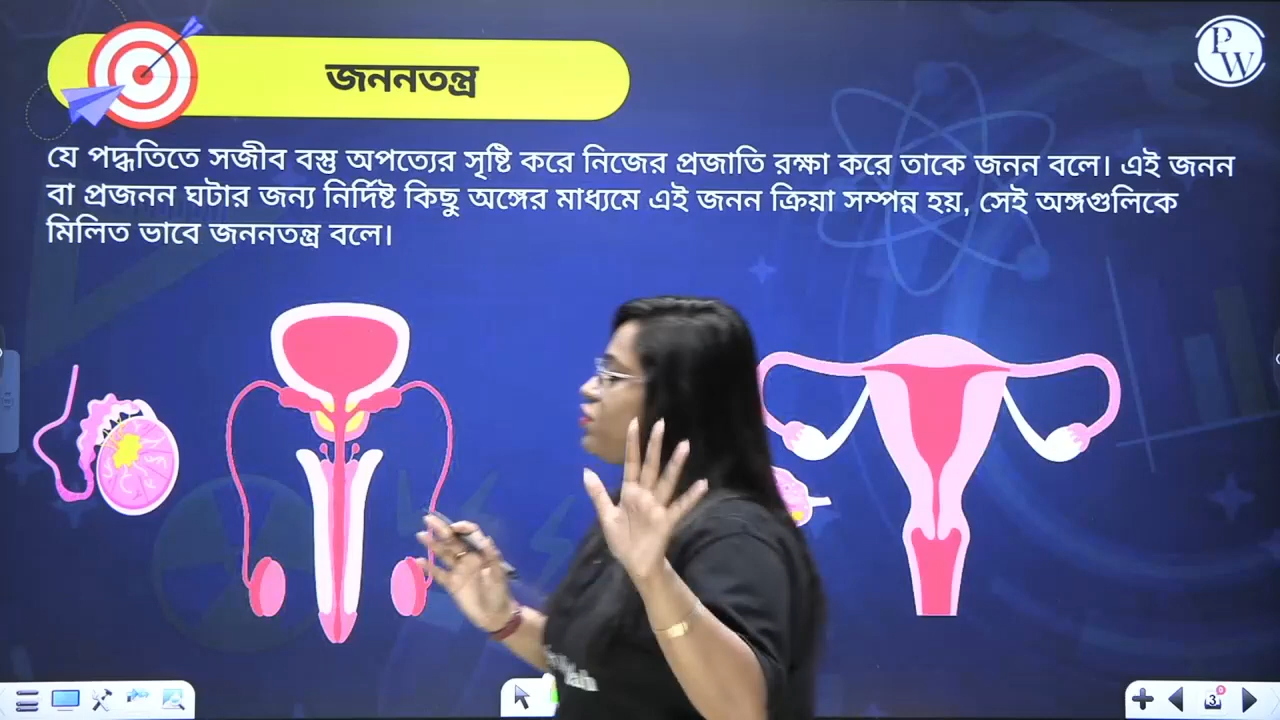 জননতন্ত্র
PW
যে পদ্ধতিতে সজীব বস্তু অপত্যের সৃষ্টি করে নিজের প্রজাতি রক্ষা করে তাকে জনন বলে। এই জনন
বা প্রজনন ঘটার জন্য নির্দিষ্ট কিছু অঙ্গের মাধ্যমে এই জনন ক্রিয়া সম্পন্ন হয়, সেই অঙ্গগুলিকে
মিলিত ভাবে জননতন্ত্র বলে।
3